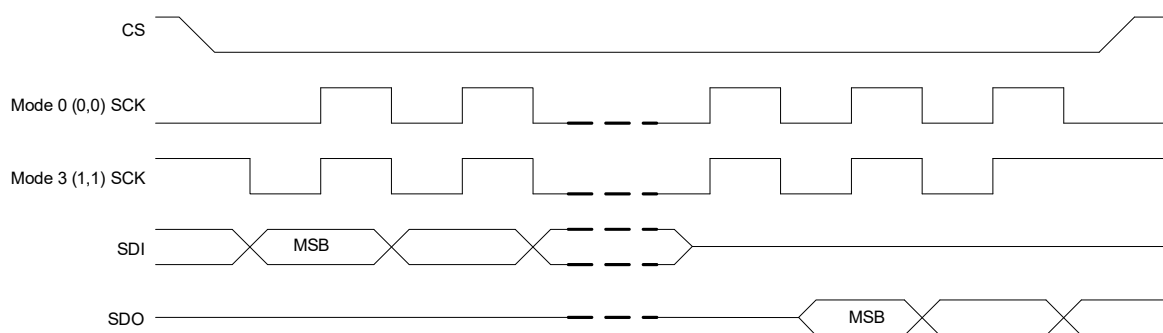 CS
Mode 0 (0,0) SCK
Mode 3 (1,1) SCK
SDI
MSB
SDO
MSB